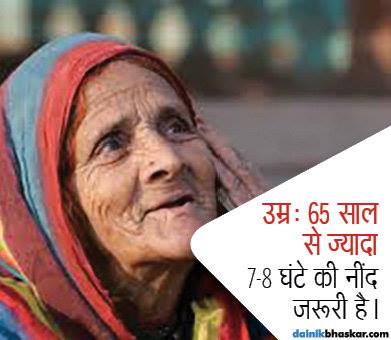 उम्र: 65 साल
से ज्यादा
7-8 घंटे की नींद
जरूरी है।
dainikbhaskar.com